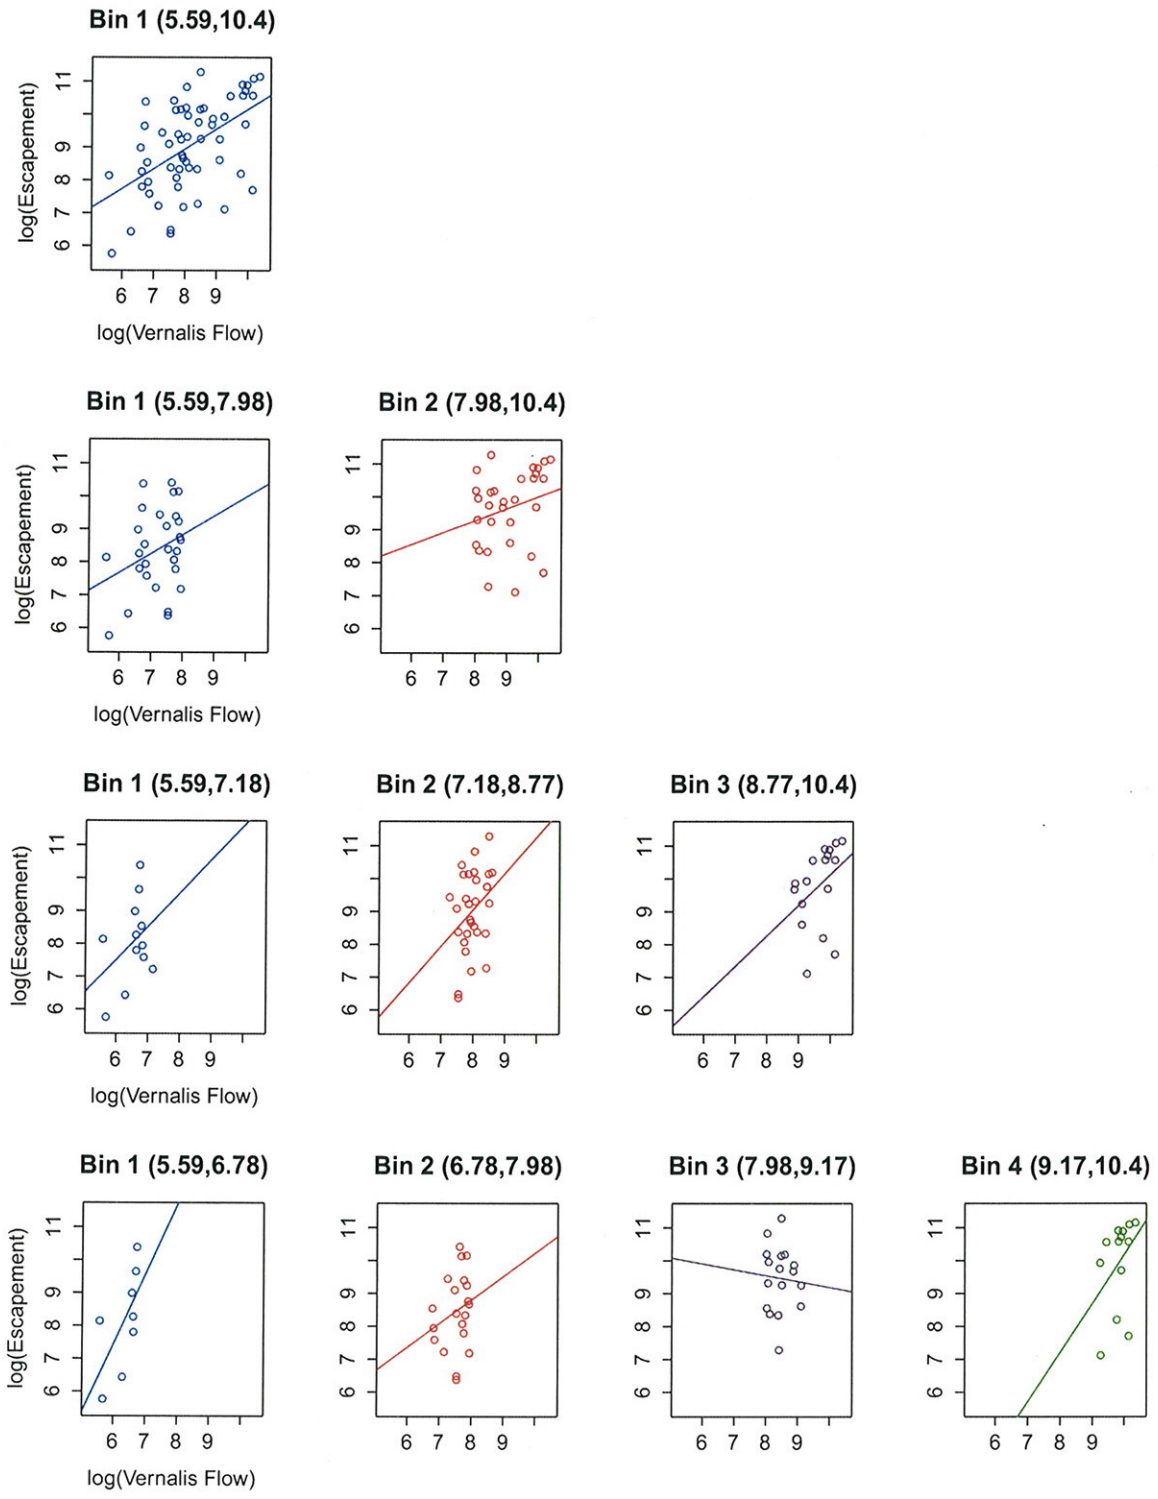 Bin 1 (5.59,10.4)
log(Escapement)
6 7 8 9 11
6 7 8 9
log(Vernalis Flow)
Bin 1 (5.59,7.98) Bin 2 (7.98,10.4)
log(Escapement)
6 7 8 9 11
6 7 8 9
log(Vernalis Flow)
log(Escapement)
6 7 8 9 11
6 7 8 9
Bin 1 (5.59,7.18) Bin 2 (7.18,8.77) Bin 3 (8.77,10.4)
log(Escapement)
6 7 8 9 11
6 7 8 9
log(Vernalis Flow)
log(Escapement)
6 7 8 9 11
6 7 8 9
6 7 8 9 11
6 7 8 9
Bin 1 (5.59,6.78) Bin 2 (6.78,7.98) Bin 3 (7.98,9.17) Bin 4 (9.17,10.4)
log(Escapement)
6 7 8 9 11
6 7 8 9
log(Vernalis Flow)
log(Escapement)
6 7 8 9 11
6 7 8 9
6 7 8 9 11
6 7 8 9
6 7 8 9 11
6 7 8 9